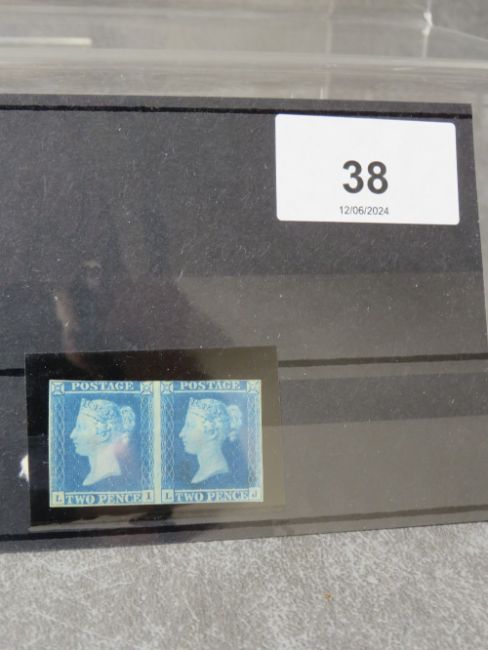 38
12/06/2024
POSTAGE POSTAGE
L TWO PENCE I L TWO PENCE J